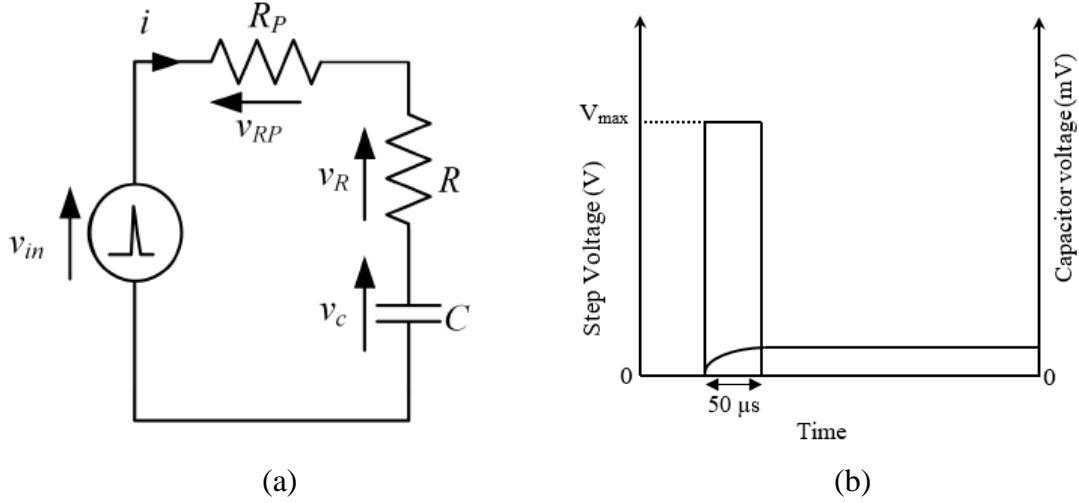 i
R_P
v_RP
v_R
R
v_in
v_c
C
(a)
V_max
Step Voltage (V)
Capacitor voltage (mV)
0
0
50 µs
Time
(b)